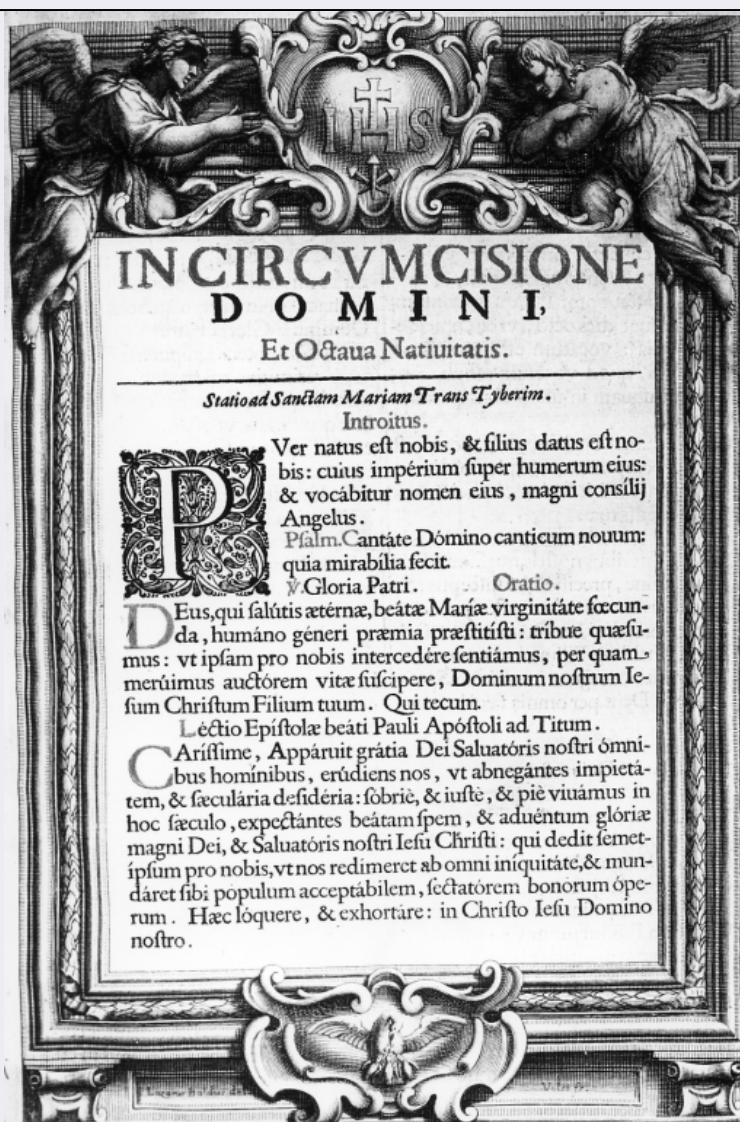 IHS
IN CIRCVMCISIONE
DOMINI,
Et Octaua Natiuitatis.
Statio ad Sanctam Mariam Trans Tyberim.
Introitus.
PVer natus eſt nobis, & filius datus eſt no-
bis: cuius impérium ſuper humerum eius:
& vocábitur nomen eius, magni consílij
Angelus.
Pſalm. Cantáte Dómino canticum nouum:
quia mirabília fecit.
℣. Gloria Patri. Oratio.
DEus, qui ſalútis ætérnæ, beátæ Maríæ virginitáte fœcun-
da, humáno géneri præmia præſtitíſti: tríbue quæſu-
mus: vt ipſam pro nobis intercedére ſentiámus, per quam
merúimus auctórem vitæ ſuſcipere, Dominum noſtrum Ie-
ſum Chriſtum Filium tuum. Qui tecum.
Léctio Epíſtolæ beáti Pauli Apóſtoli ad Titum.
CAríſſime, Appáruit grátia Dei Saluatóris noſtri ómni-
bus homínibus, erúdiens nos, vt abnegántes impietá-
tem, & ſæculária deſidéria: ſobriè, & iuſtè, & piè viuámus in
hoc ſæculo, expectántes beátam ſpem, & aduéntum glóriæ
magni Dei, & Saluatóris noſtri Ieſu Chriſti: qui dedit ſemet-
ípſum pro nobis, vt nos redimeret ab omni iniquitáte, & mun-
dáret ſibi populum acceptábilem, ſectatórem bonórum ópe-
rum. Hæc lóquere, & exhortáre: in Chriſto Ieſu Domino
noſtro.